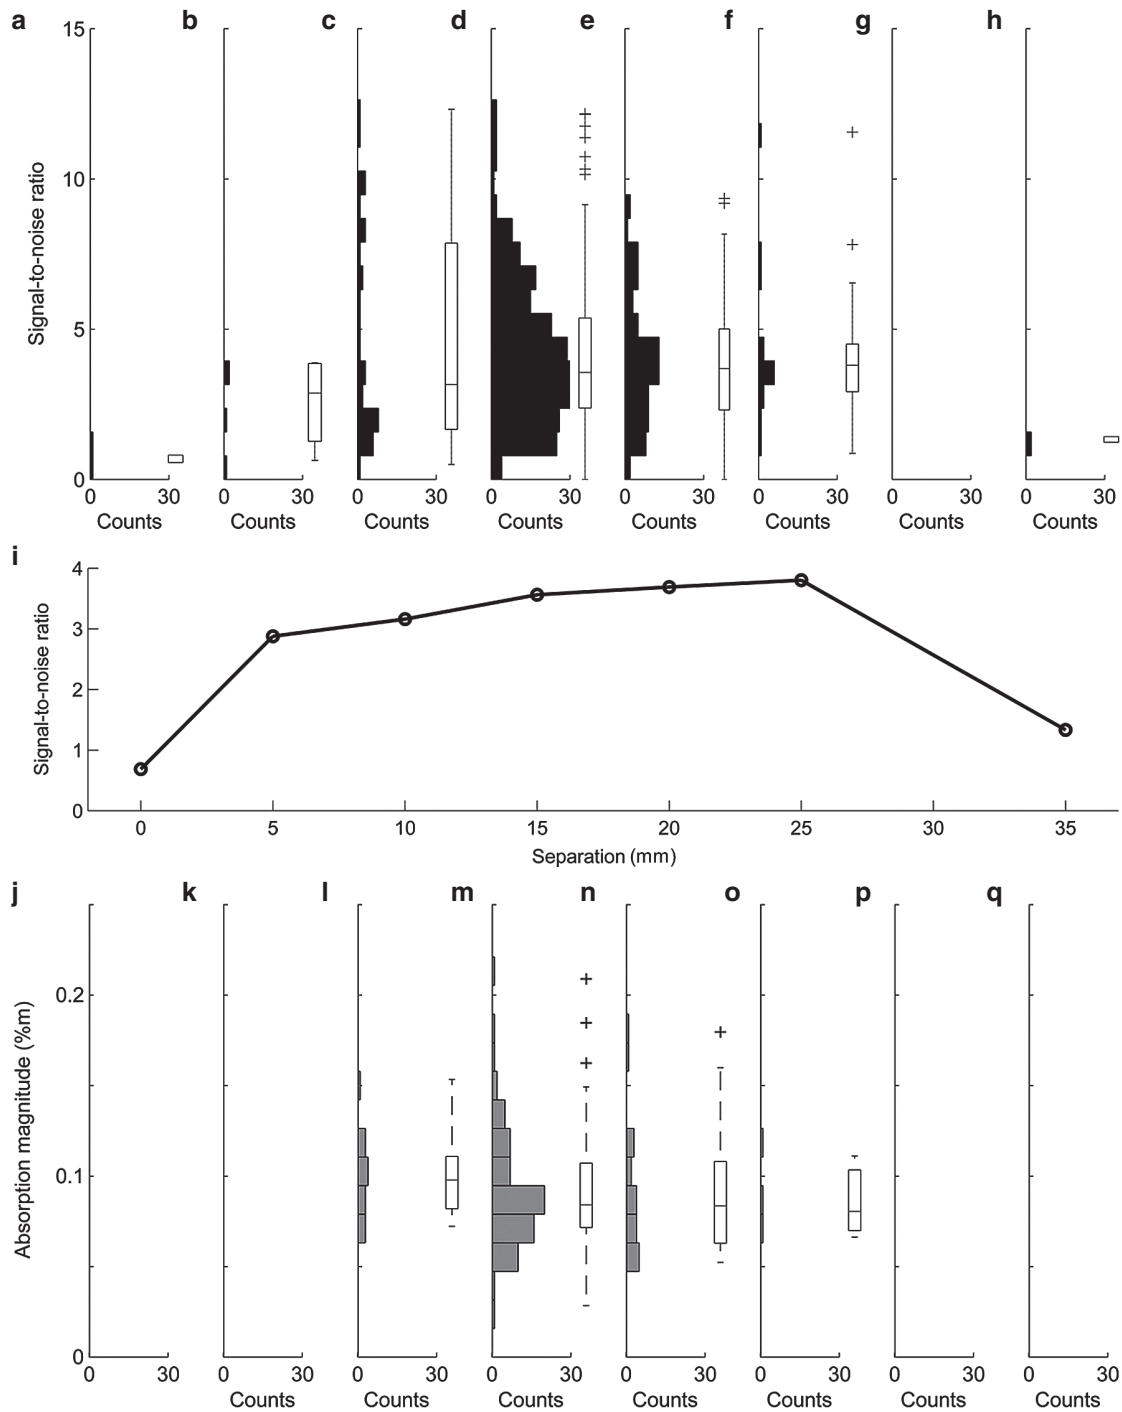 a b c d e f g h
15
10
5
0
Signal-to-noise ratio
0 30 0 30 0 30 0 30 0 30 0 30 0 30 0 30
Counts Counts Counts Counts Counts Counts Counts Counts
i
4
3
2
1
0
Signal-to-noise ratio
0 5 10 15 20 25 30 35
Separation (mm)
j k l m n o p q
0.2
0.1
0
Absorption magnitude (%m)
0 30 0 30 0 30 0 30 0 30 0 30 0 30 0 30
Counts Counts Counts Counts Counts Counts Counts